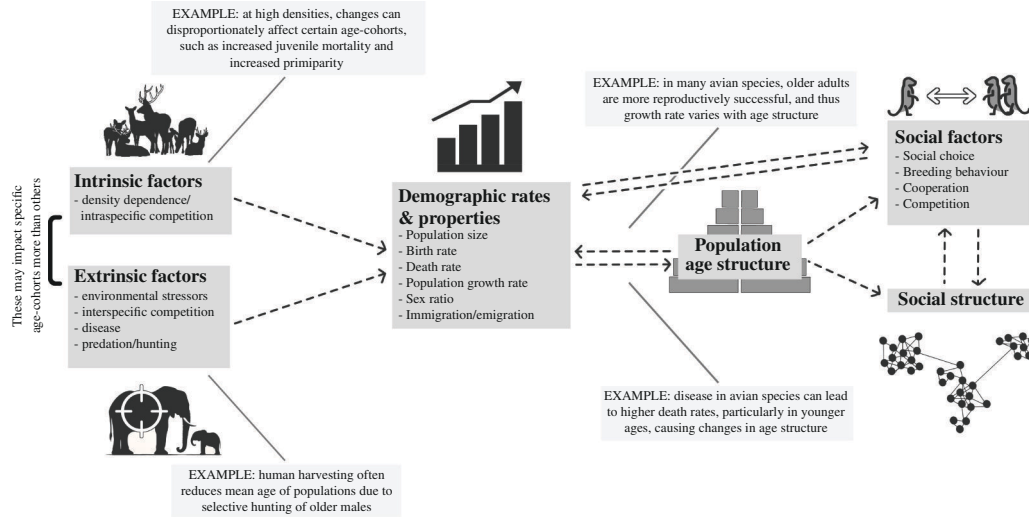 EXAMPLE: at high densities, changes can
disproportionately affect certain age-cohorts,
such as increased juvenile mortality and
increased primiparity
These may impact specific
age-cohorts more than others
Intrinsic factors
- density dependence/
intraspecific competition
Extrinsic factors
- environmental stressors
- interspecific competition
- disease
- predation/hunting
EXAMPLE: human harvesting often
reduces mean age of populations due to
selective hunting of older males
Demographic rates
& properties
- Population size
- Birth rate
- Death rate
- Population growth rate
- Sex ratio
- Immigration/emigration
EXAMPLE: in many avian species, older adults
are more reproductively successful, and thus
growth rate varies with age structure
Population
age structure
EXAMPLE: disease in avian species can lead
to higher death rates, particularly in younger
ages, causing changes in age structure
Social factors
- Social choice
- Breeding behaviour
- Cooperation
- Competition
Social structure